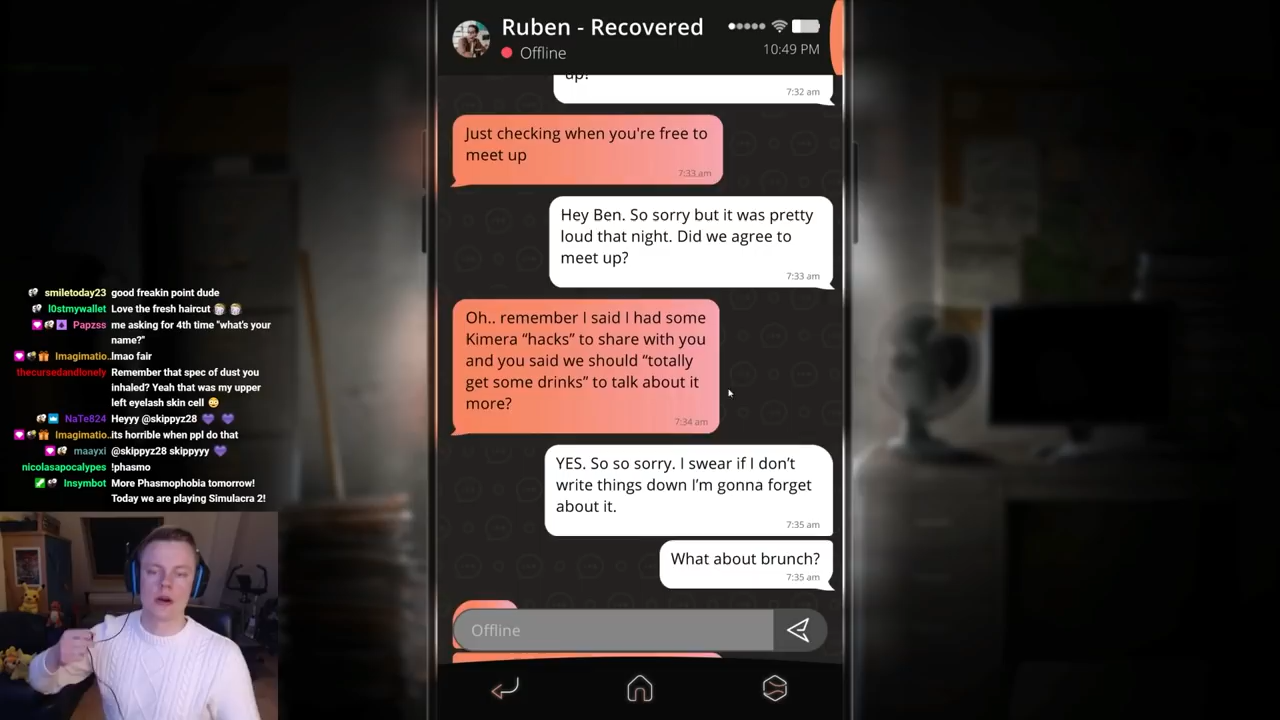 Ruben - Recovered
Offline
10:49 PM
up?
7:32 am
Just checking when you're free to
meet up
7:33 am
Hey Ben. So sorry but it was pretty
loud that night. Did we agree to
meet up?
7:33 am
Oh.. remember I said I had some
Kimera “hacks” to share with you
and you said we should “totally
get some drinks” to talk about it
more?
7:34 am
YES. So so sorry. I swear if I don’t
write things down I’m gonna forget
about it.
7:35 am
What about brunch?
7:35 am
Offline
smiletoday23 good freakin point dude
l0stmywallet Love the fresh haircut
Papzss me asking for 4th time "what's your
name?"
Imaginatio.. lmao fair
thecursedandlonely Remember that spec of dust you
inhaled? Yeah that was my upper
left eyelash skin cell
NaTe824 Heyyy @skippyz28
Imaginatio.. its horrible when ppl do that
maayxi @skippyz28 skippyyy
nicolasapocalypes !phasmo
Insymbot More Phasmophobia tomorrow!
Today we are playing Simulacra 2!